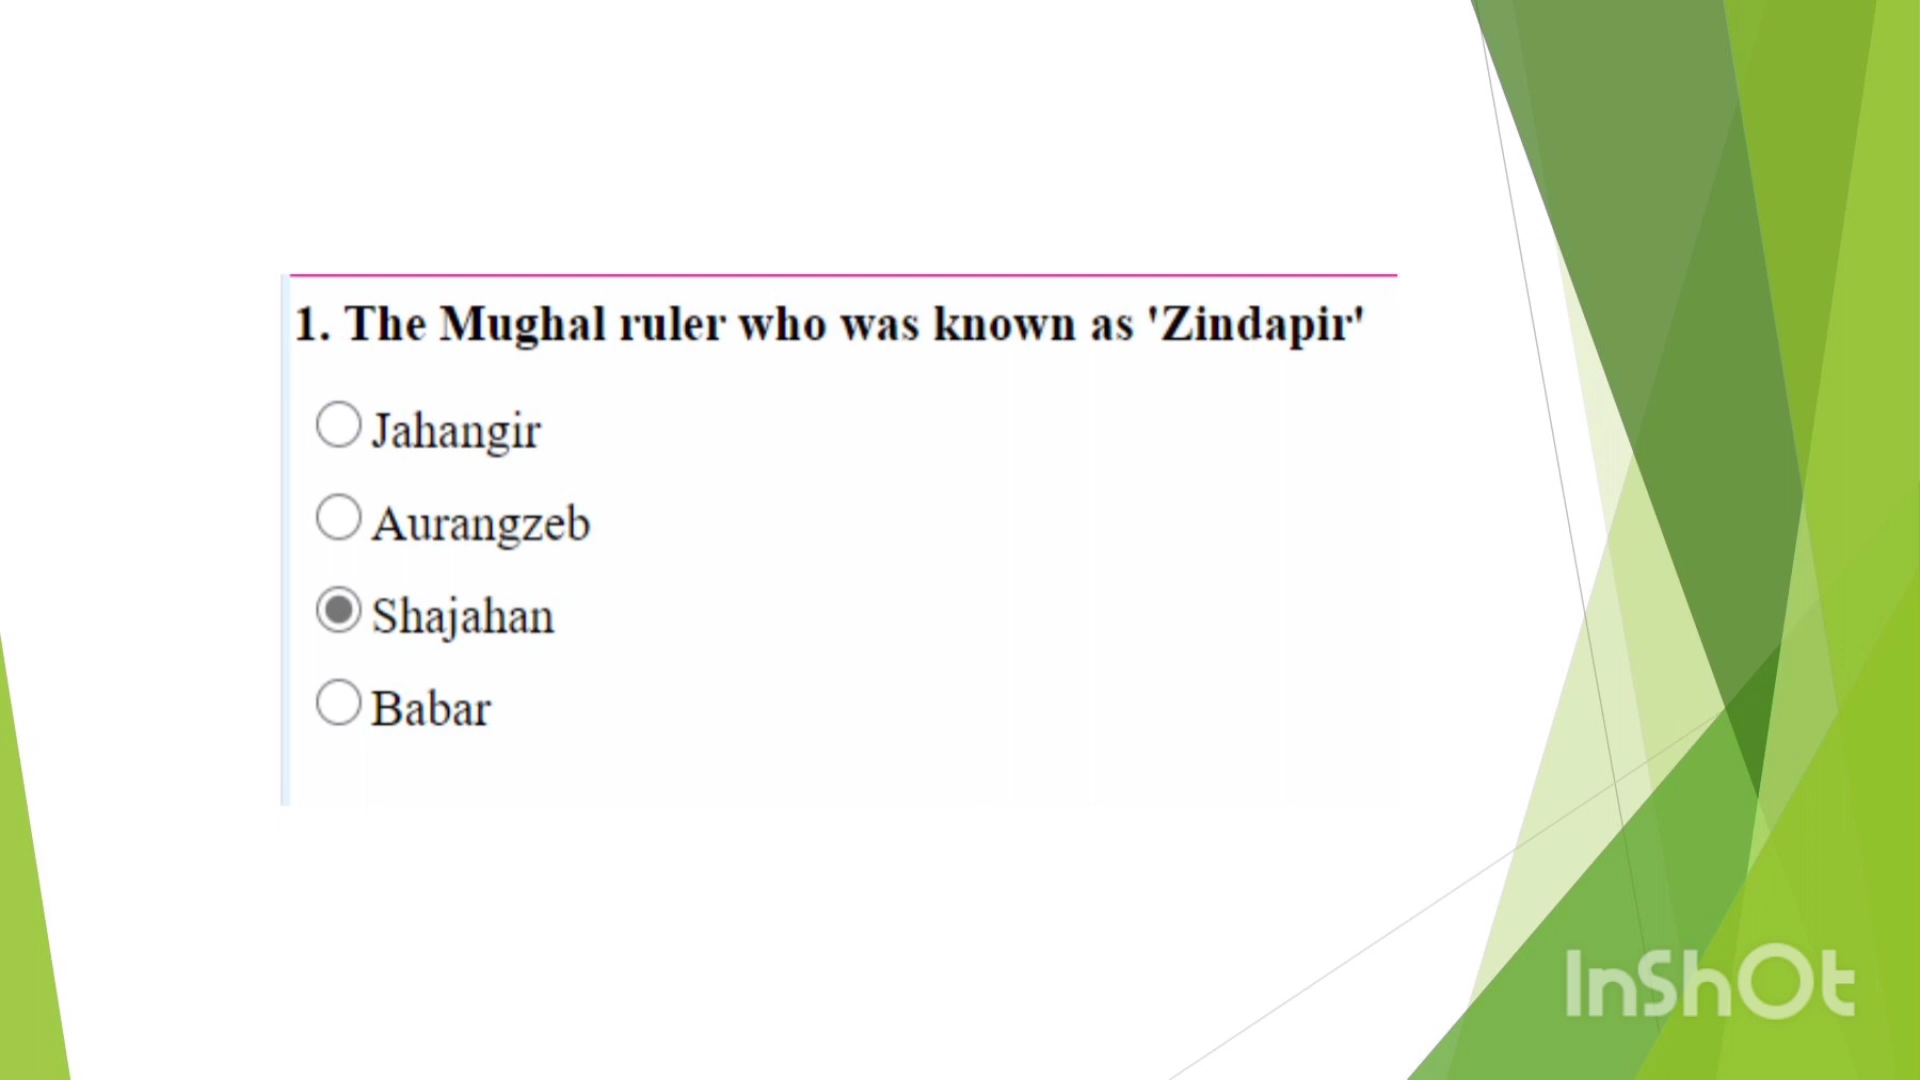 1. The Mughal ruler who was known as 'Zindapir'
Jahangir
Aurangzeb
Shajahan
Babar
InShOt